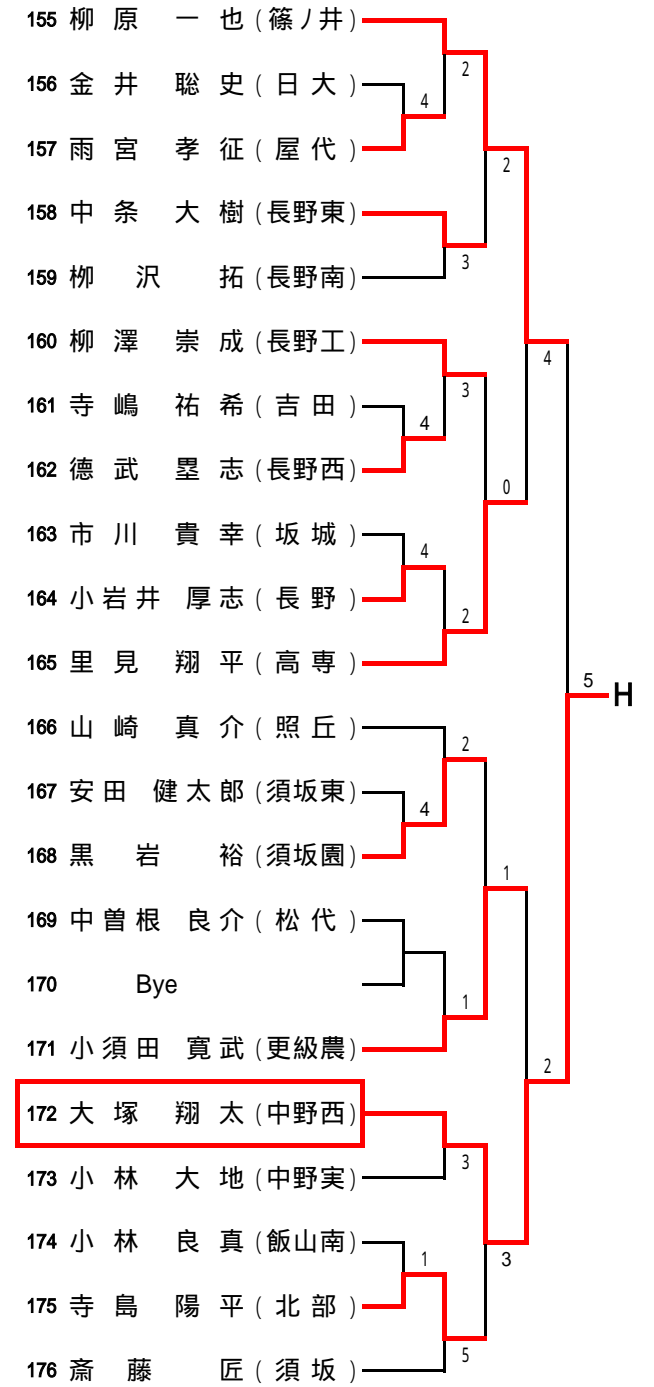 155 柳原 一也 (篠ノ井)
2
156 金井 聡史 (日大)
4
157 雨宮 孝征 (屋代)
2
158 中条 大樹 (長野東)
3
159 栁沢 拓 (長野南)
160 柳澤 崇成 (長野工)
4
3
161 寺嶋 祐希 (吉田)
4
162 德武 塁志 (長野西)
0
163 市川 貴幸 (坂城)
4
164 小岩井 厚志 (長野)
2
165 里見 翔平 (高専)
5 H
166 山崎 真介 (照丘)
2
167 安田 健太郎 (須坂東)
4
168 黒岩 裕 (須坂園)
1
169 中曽根 良介 (松代)
170 Bye
1
171 小須田 寛武 (更級農)
2
172 大塚 翔太 (中野西)
3
173 小林 大地 (中野実)
174 小林 良真 (飯山南)
1
3
175 寺島 陽平 (北部)
5
176 斎藤 匠 (須坂)